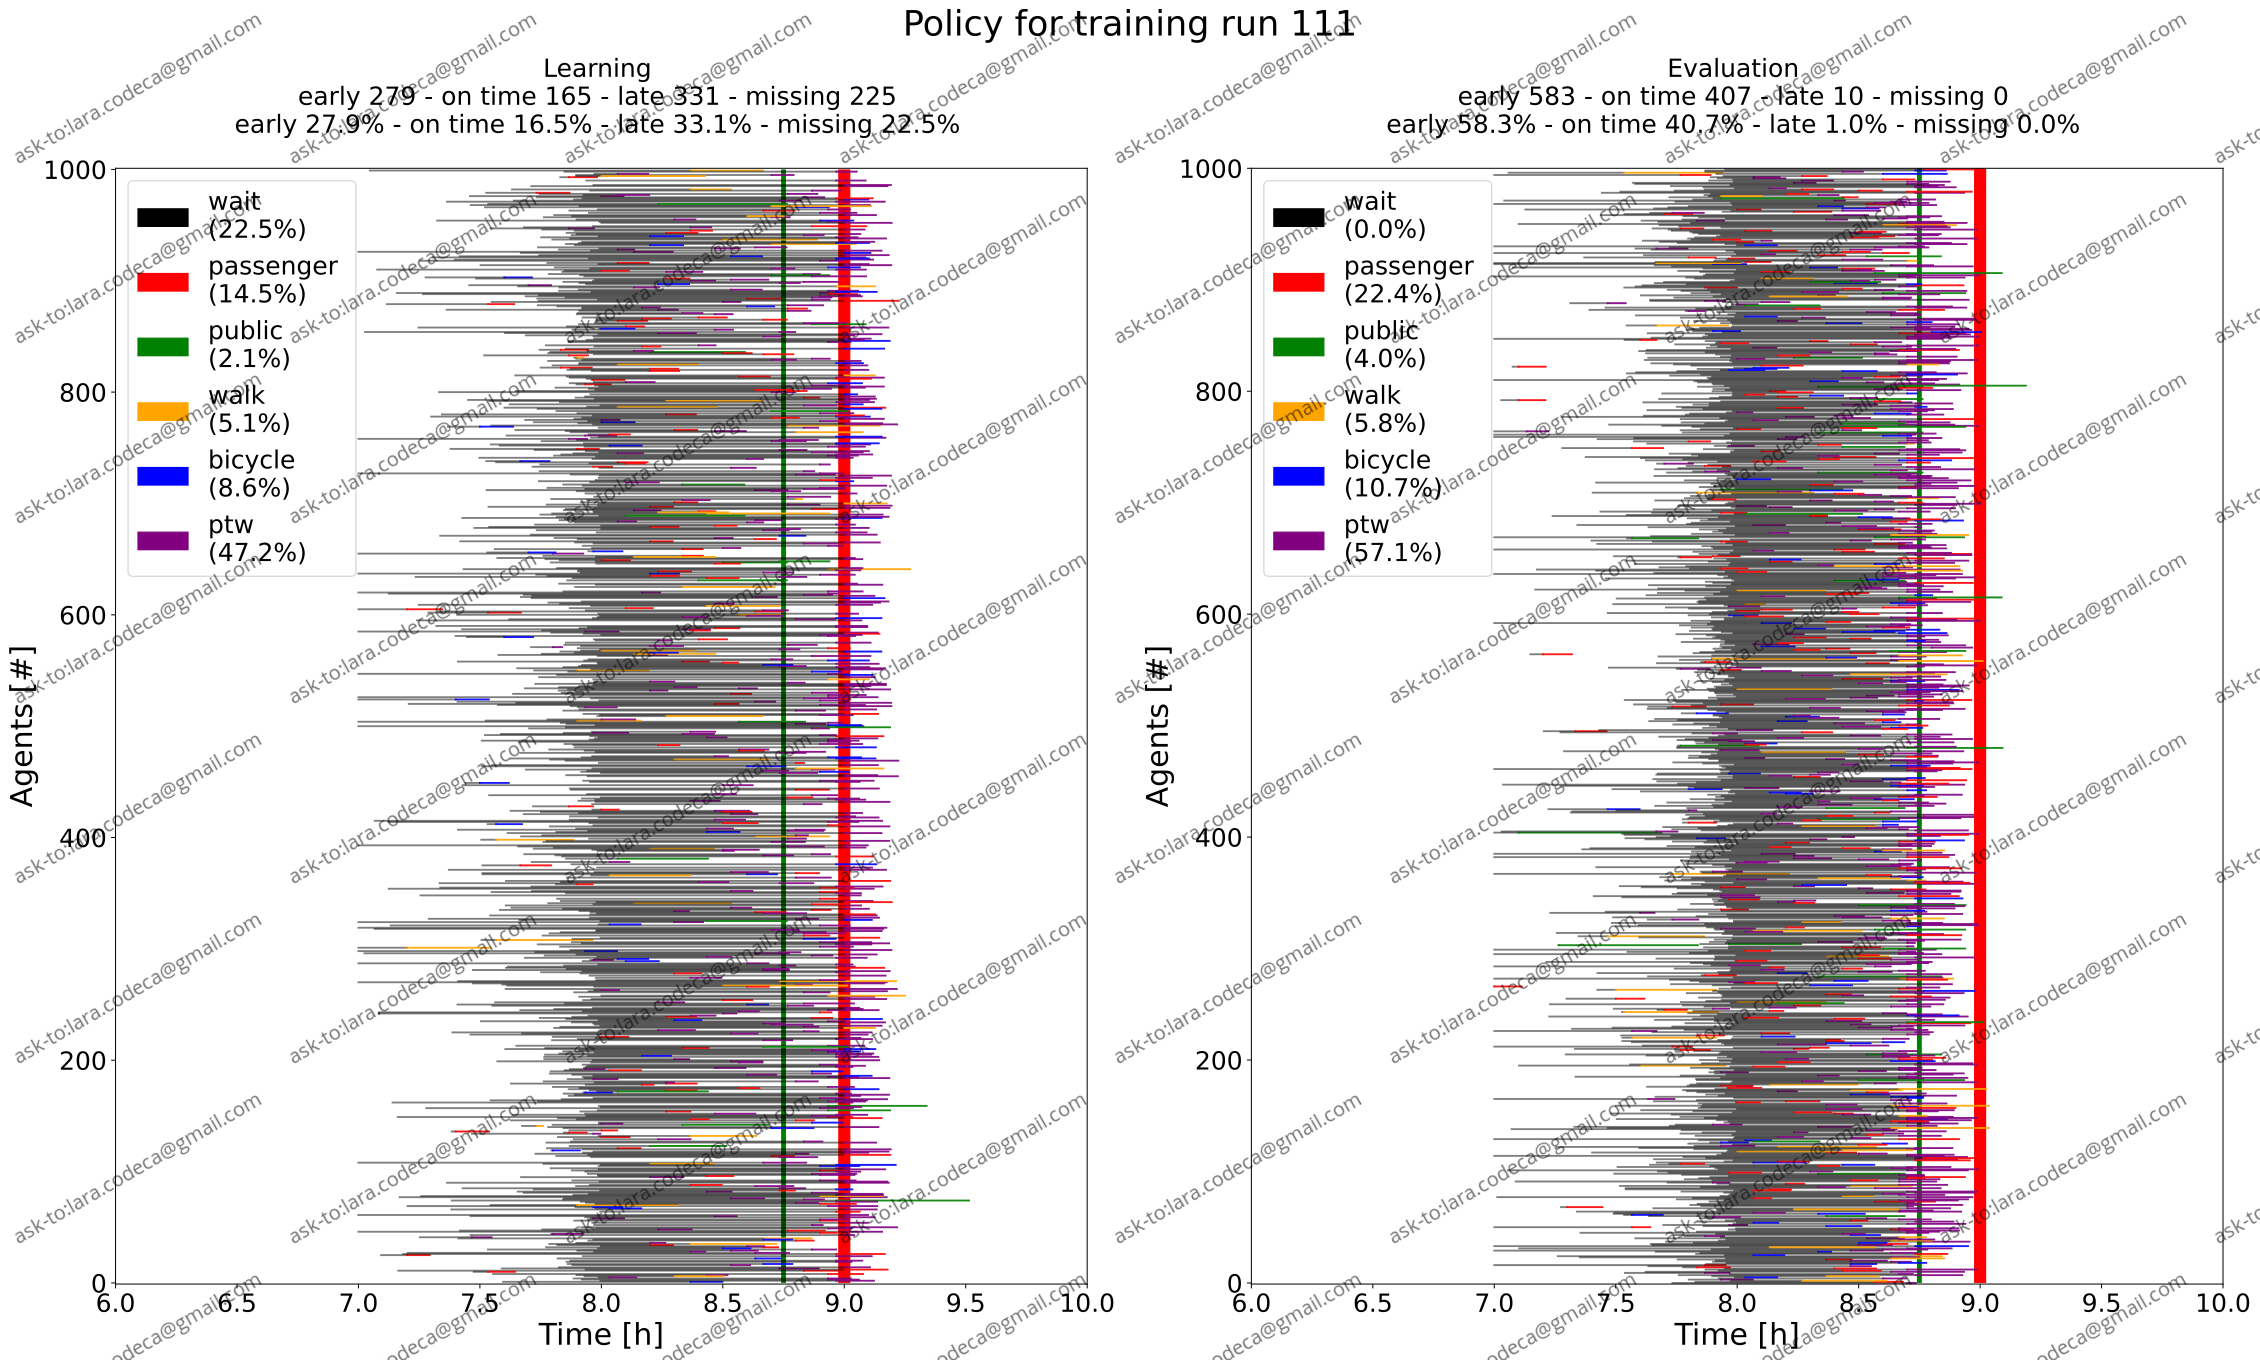 Policy for training run 111
Learning
early 279 - on time 165 - late 331 - missing 225
early 27.9% - on time 16.5% - late 33.1% - missing 22.5%
Evaluation
early 583 - on time 407 - late 10 - missing 0
early 58.3% - on time 40.7% - late 1.0% - missing 0.0%
wait
(22.5%)
passenger
(14.5%)
public
(2.1%)
walk
(5.1%)
bicycle
(8.6%)
ptw
(47.2%)
1000
800
600
400
200
0
Agents [#]
6.0 6.5 7.0 7.5 8.0 8.5 9.0 9.5 10.0
Time [h]
wait
(0.0%)
passenger
(22.4%)
public
(4.0%)
walk
(5.8%)
bicycle
(10.7%)
ptw
(57.1%)
1000
800
600
400
200
0
Agents [#]
6.0 6.5 7.0 7.5 8.0 8.5 9.0 9.5 10.0
Time [h]
ask-to:lara.codeca@gmail.com